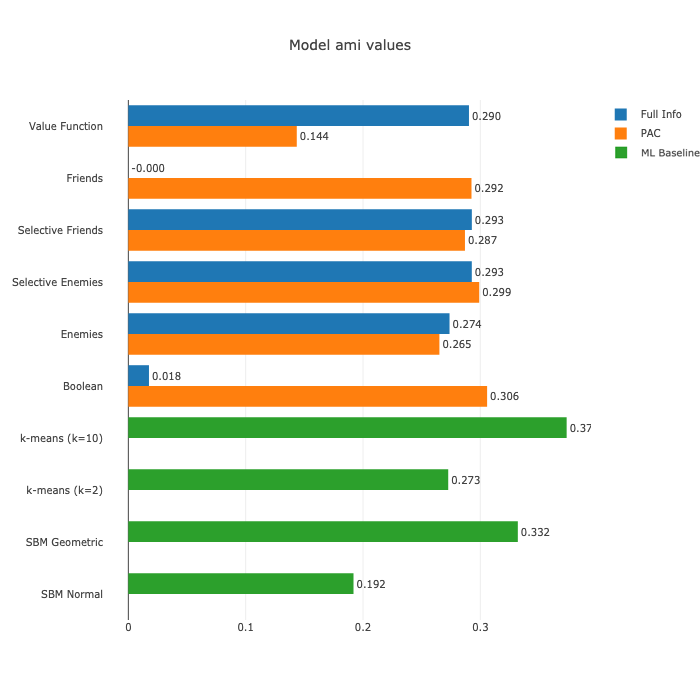 Model ami values
Full Info
PAC
ML Baseline
Value Function
0.290
0.144
Friends
-0.000
0.292
Selective Friends
0.293
0.287
Selective Enemies
0.293
0.299
Enemies
0.274
0.265
Boolean
0.018
0.306
k-means (k=10)
0.37
k-means (k=2)
0.273
SBM Geometric
0.332
SBM Normal
0.192
0 0.1 0.2 0.3